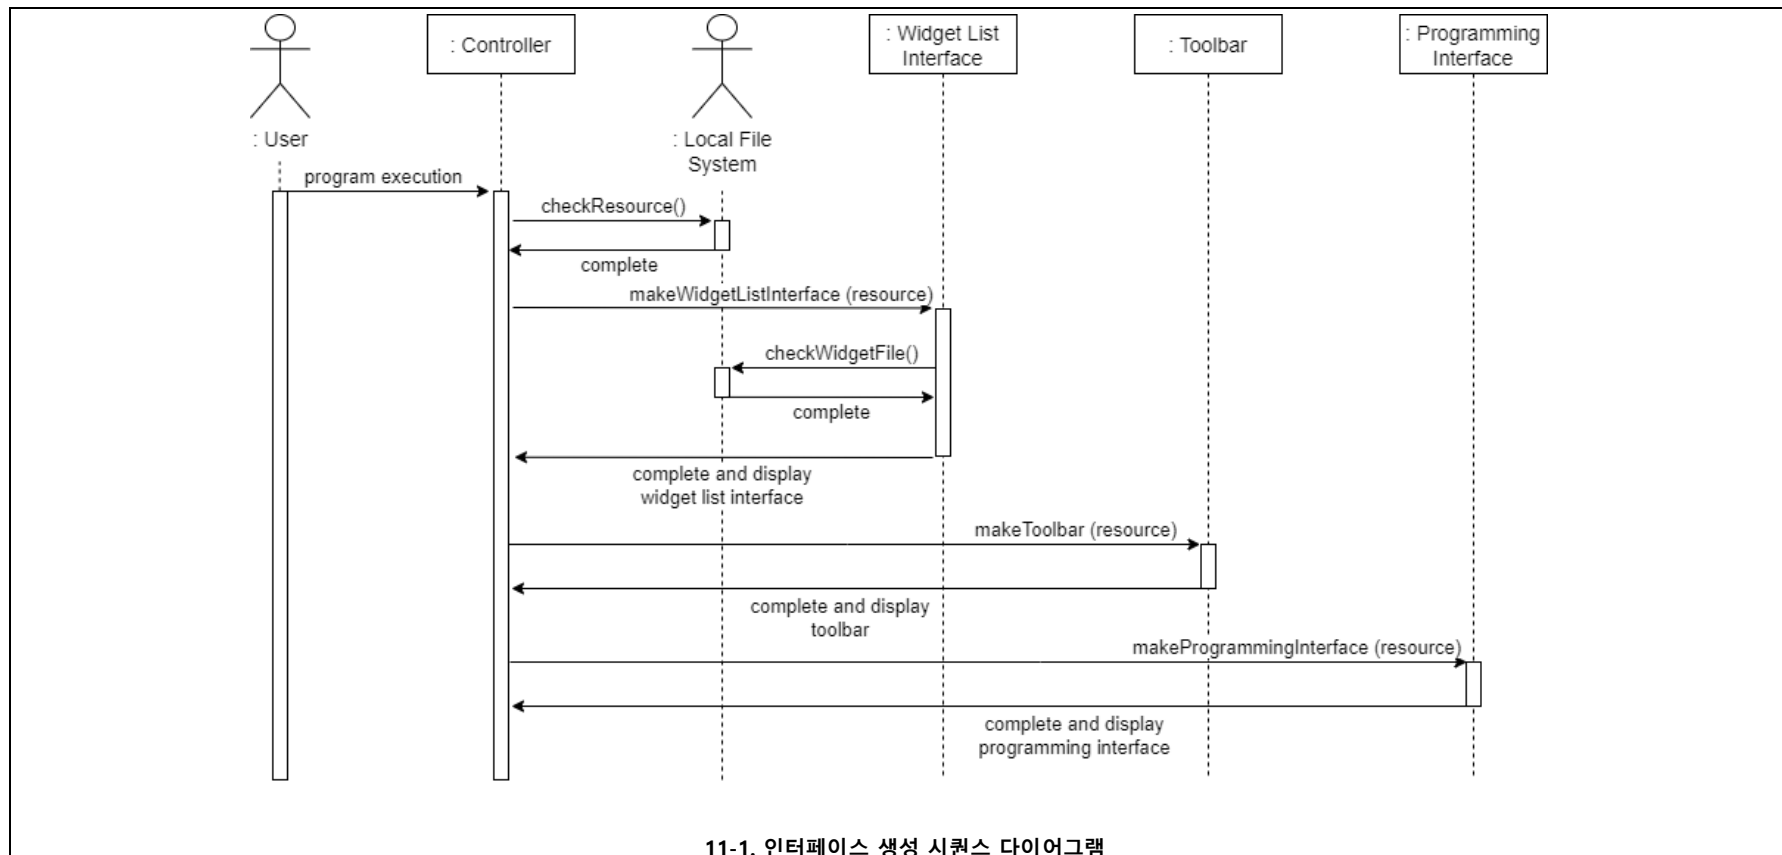 : Controller
: Widget List
Interface
: Toolbar
: Programming
Interface
: User
: Local File
System
program execution
checkResource()
complete
makeWidgetListInterface (resource)
checkWidgetFile()
complete
complete and display
widget list interface
makeToolbar (resource)
complete and display
toolbar
makeProgrammingInterface (resource)
complete and display
programming interface
11-1. 인터페이스 생성 시퀀스 다이어그램